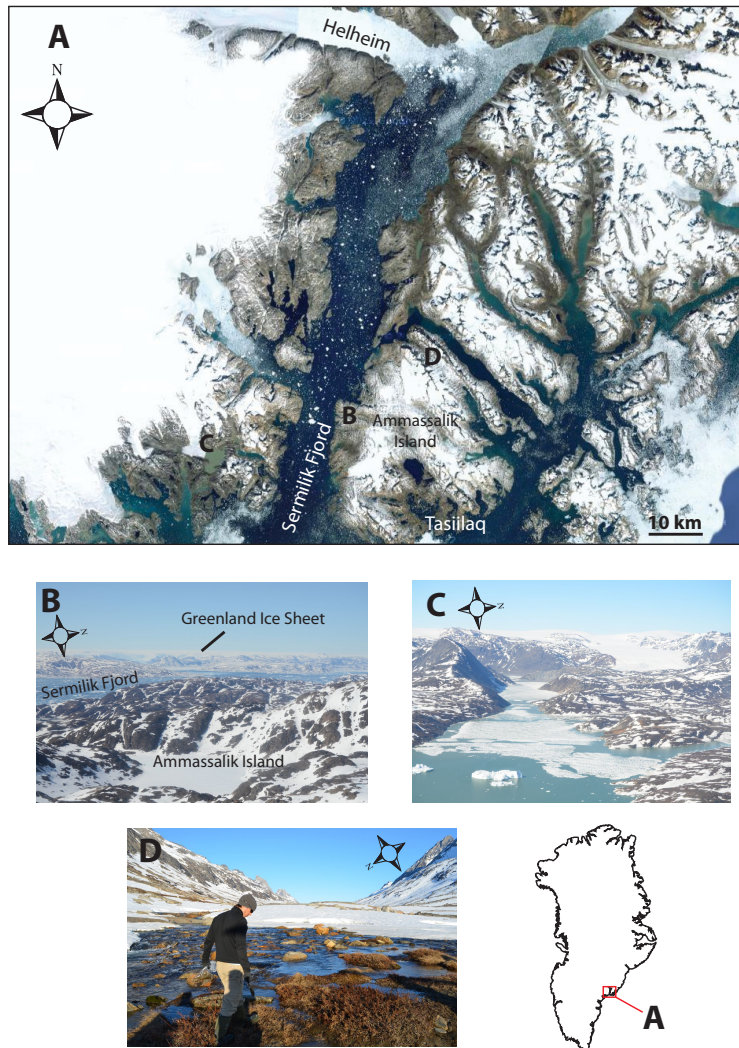 A
N
Helheim
D
B
Ammassalik
Island
C
Sermilik Fjord
Tasiilaq
10 km
B
N
Greenland Ice Sheet
Sermilik Fjord
Ammassalik Island
C
N
D
N
A